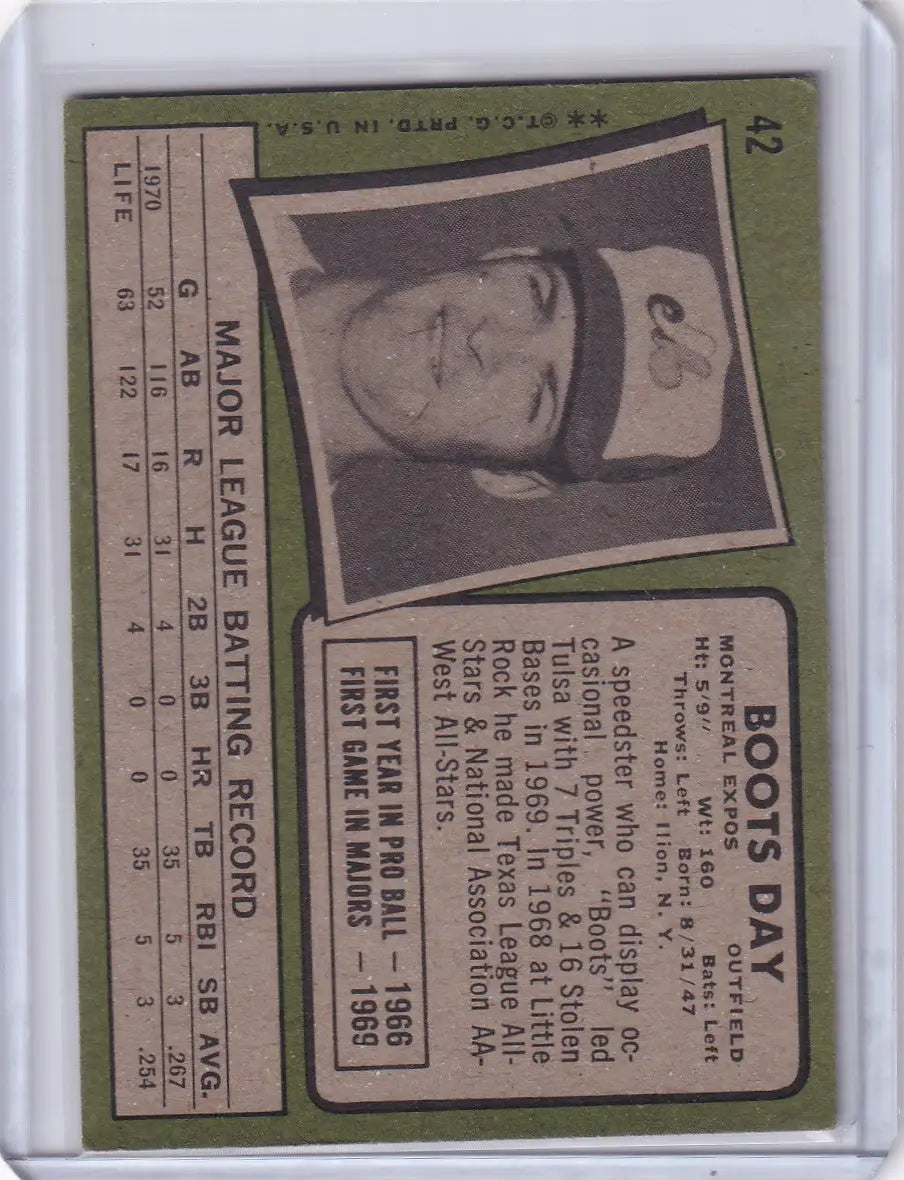 42
**©T.C.G. PRTD. IN U.S.A.
elb
BOOTS DAY
MONTREAL EXPOS OUTFIELD
Ht: 5'9" Wt: 160 Bats: Left
Throws: Left Born: 8/31/47
Home: Ilion, N. Y.
A speedster who can display oc-
casional power, "Boots" led
Tulsa with 7 Triples & 16 Stolen
Bases in 1969. In 1968 at Little
Rock he made Texas League All-
Stars & National Association AA-
West All-Stars.
FIRST YEAR IN PRO BALL — 1966
FIRST GAME IN MAJORS — 1969
MAJOR LEAGUE BATTING RECORD
G AB R H 2B 3B HR TB RBI SB AVG.
1970 52 116 16 31 4 0 0 35 5 3 .267
LIFE 63 122 17 31 4 0 0 35 5 3 .254